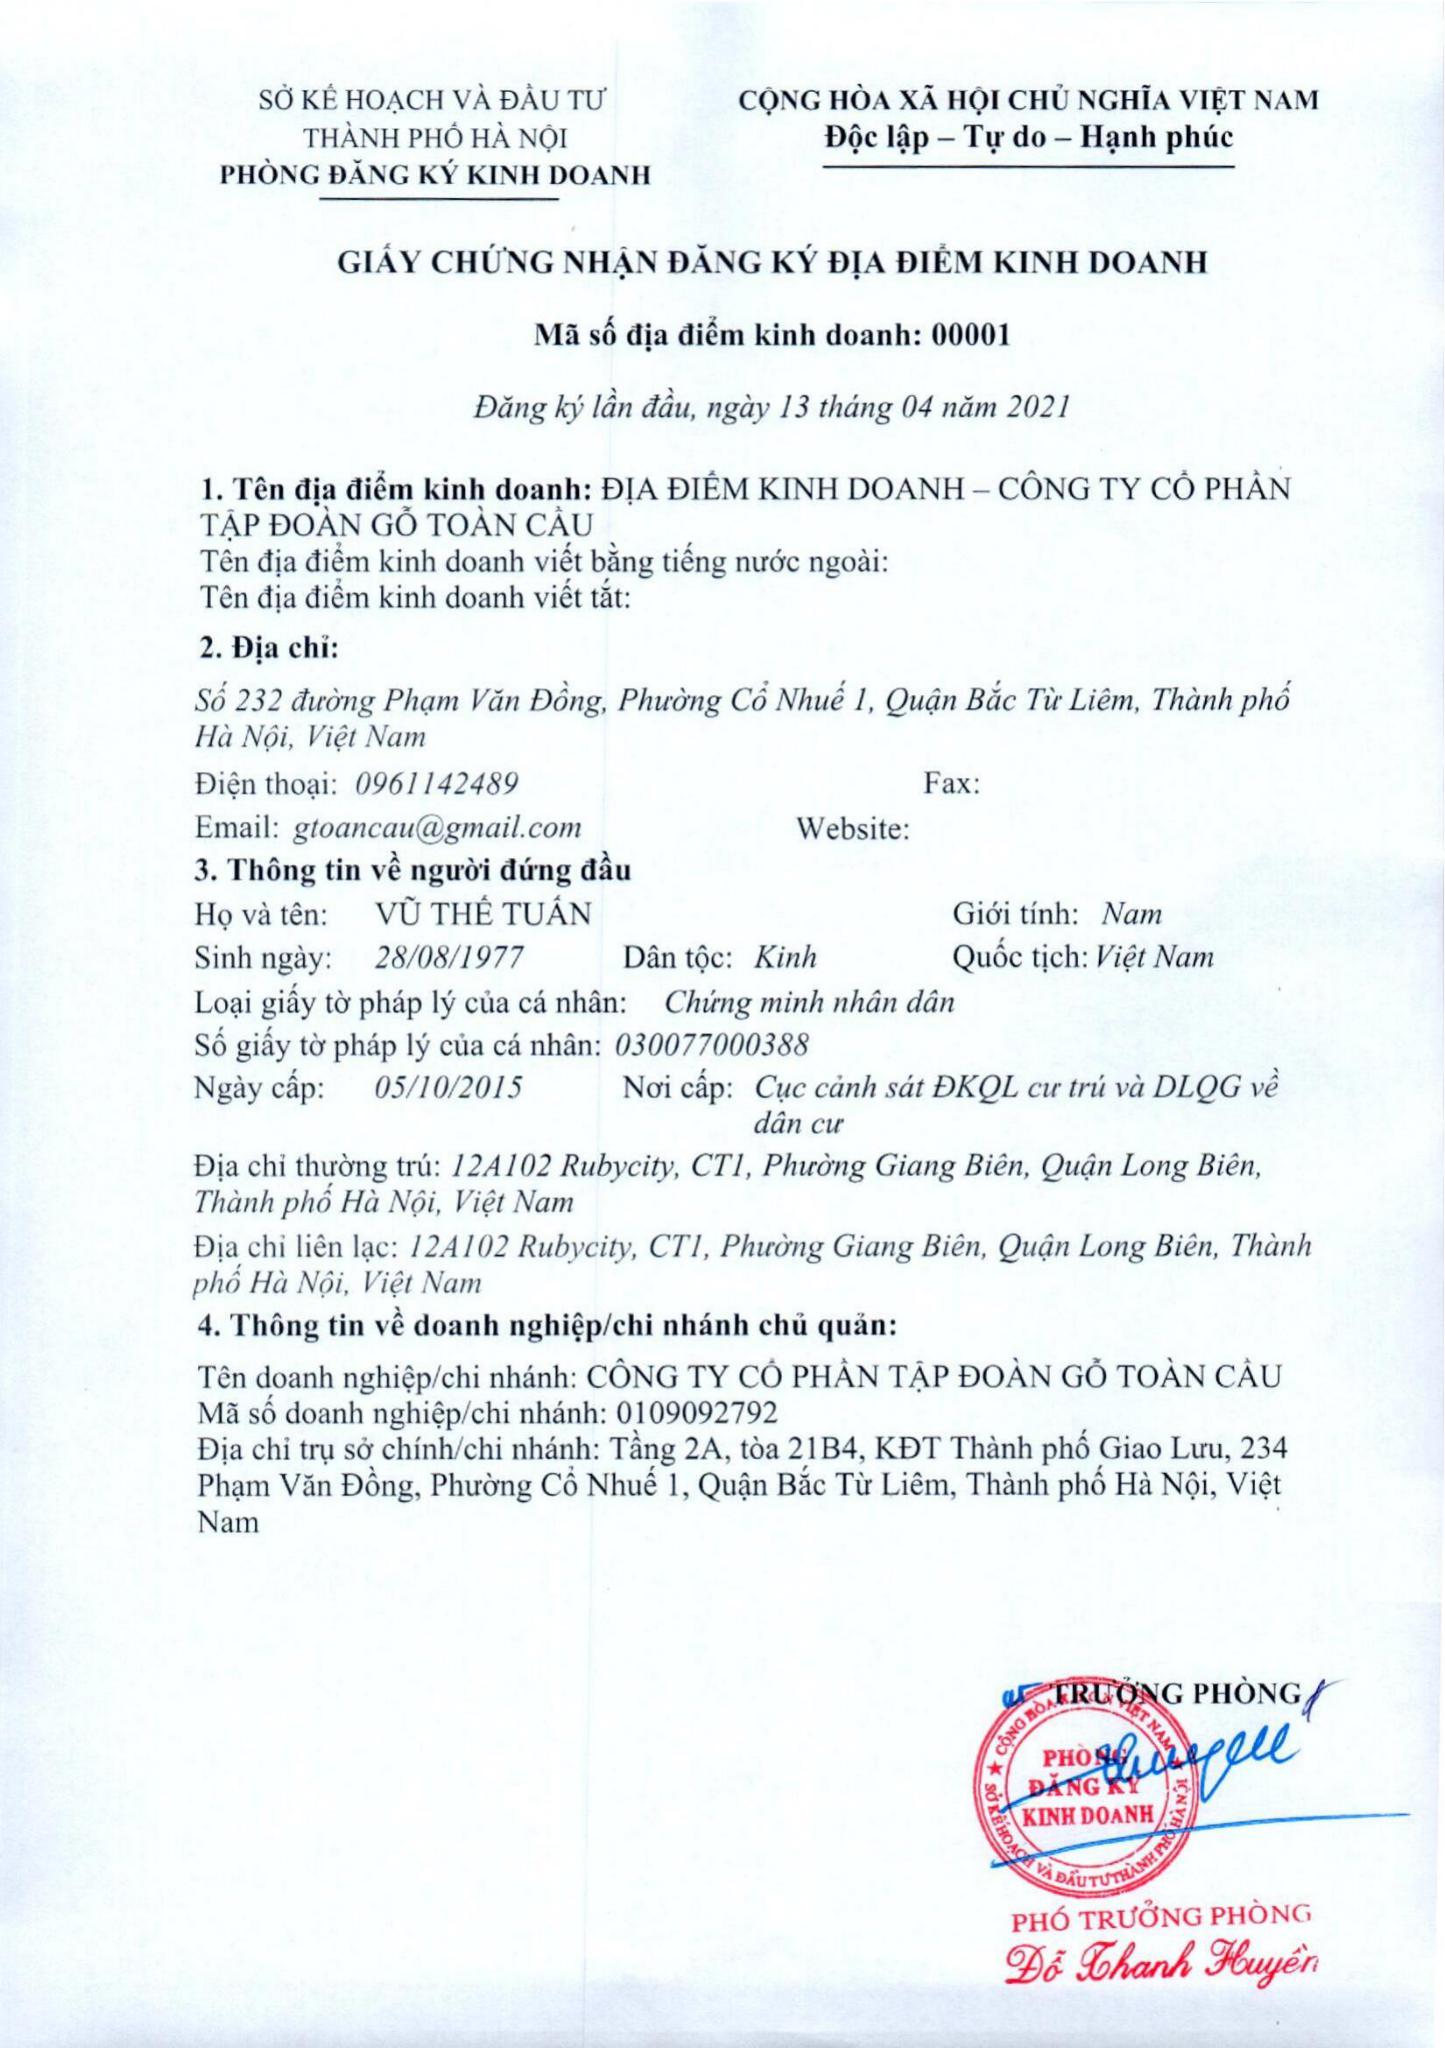 SỞ KẾ HOẠCH VÀ ĐẦU TƯ
THÀNH PHỐ HÀ NỘI
PHÒNG ĐĂNG KÝ KINH DOANH
CỘNG HÒA XÃ HỘI CHỦ NGHĨA VIỆT NAM
Độc lập – Tự do – Hạnh phúc
GIẤY CHỨNG NHẬN ĐĂNG KÝ ĐỊA ĐIỂM KINH DOANH
Mã số địa điểm kinh doanh: 00001
Đăng ký lần đầu, ngày 13 tháng 04 năm 2021
1. Tên địa điểm kinh doanh: ĐỊA ĐIỂM KINH DOANH – CÔNG TY CỔ PHẦN
TẬP ĐOÀN GỖ TOÀN CẦU
Tên địa điểm kinh doanh viết bằng tiếng nước ngoài:
Tên địa điểm kinh doanh viết tắt:
2. Địa chỉ:
Số 232 đường Phạm Văn Đồng, Phường Cổ Nhuế 1, Quận Bắc Từ Liêm, Thành phố
Hà Nội, Việt Nam
Điện thoại: 0961142489 Fax:
Email: gtoancau@gmail.com Website:
3. Thông tin về người đứng đầu
Họ và tên: VŨ THẾ TUẤN Giới tính: Nam
Sinh ngày: 28/08/1977 Dân tộc: Kinh Quốc tịch: Việt Nam
Loại giấy tờ pháp lý của cá nhân: Chứng minh nhân dân
Số giấy tờ pháp lý của cá nhân: 030077000388
Ngày cấp: 05/10/2015 Nơi cấp: Cục cảnh sát ĐKQL cư trú và DLQG về
dân cư
Địa chỉ thường trú: 12A102 Rubycity, CT1, Phường Giang Biên, Quận Long Biên,
Thành phố Hà Nội, Việt Nam
Địa chỉ liên lạc: 12A102 Rubycity, CT1, Phường Giang Biên, Quận Long Biên, Thành
phố Hà Nội, Việt Nam
4. Thông tin về doanh nghiệp/chi nhánh chủ quản:
Tên doanh nghiệp/chi nhánh: CÔNG TY CỔ PHẦN TẬP ĐOÀN GỖ TOÀN CẦU
Mã số doanh nghiệp/chi nhánh: 0109092792
Địa chỉ trụ sở chính/chi nhánh: Tầng 2A, tòa 21B4, KĐT Thành phố Giao Lưu, 234
Phạm Văn Đồng, Phường Cổ Nhuế 1, Quận Bắc Từ Liêm, Thành phố Hà Nội, Việt
Nam
TRƯỞNG PHÒNG
PHÒNG
ĐĂNG KÝ
KINH DOANH
SỞ KẾ HOẠCH VÀ ĐẦU TƯ THÀNH PHỐ HÀ NỘI
PHÓ TRƯỞNG PHÒNG
Đỗ Thanh Huyền